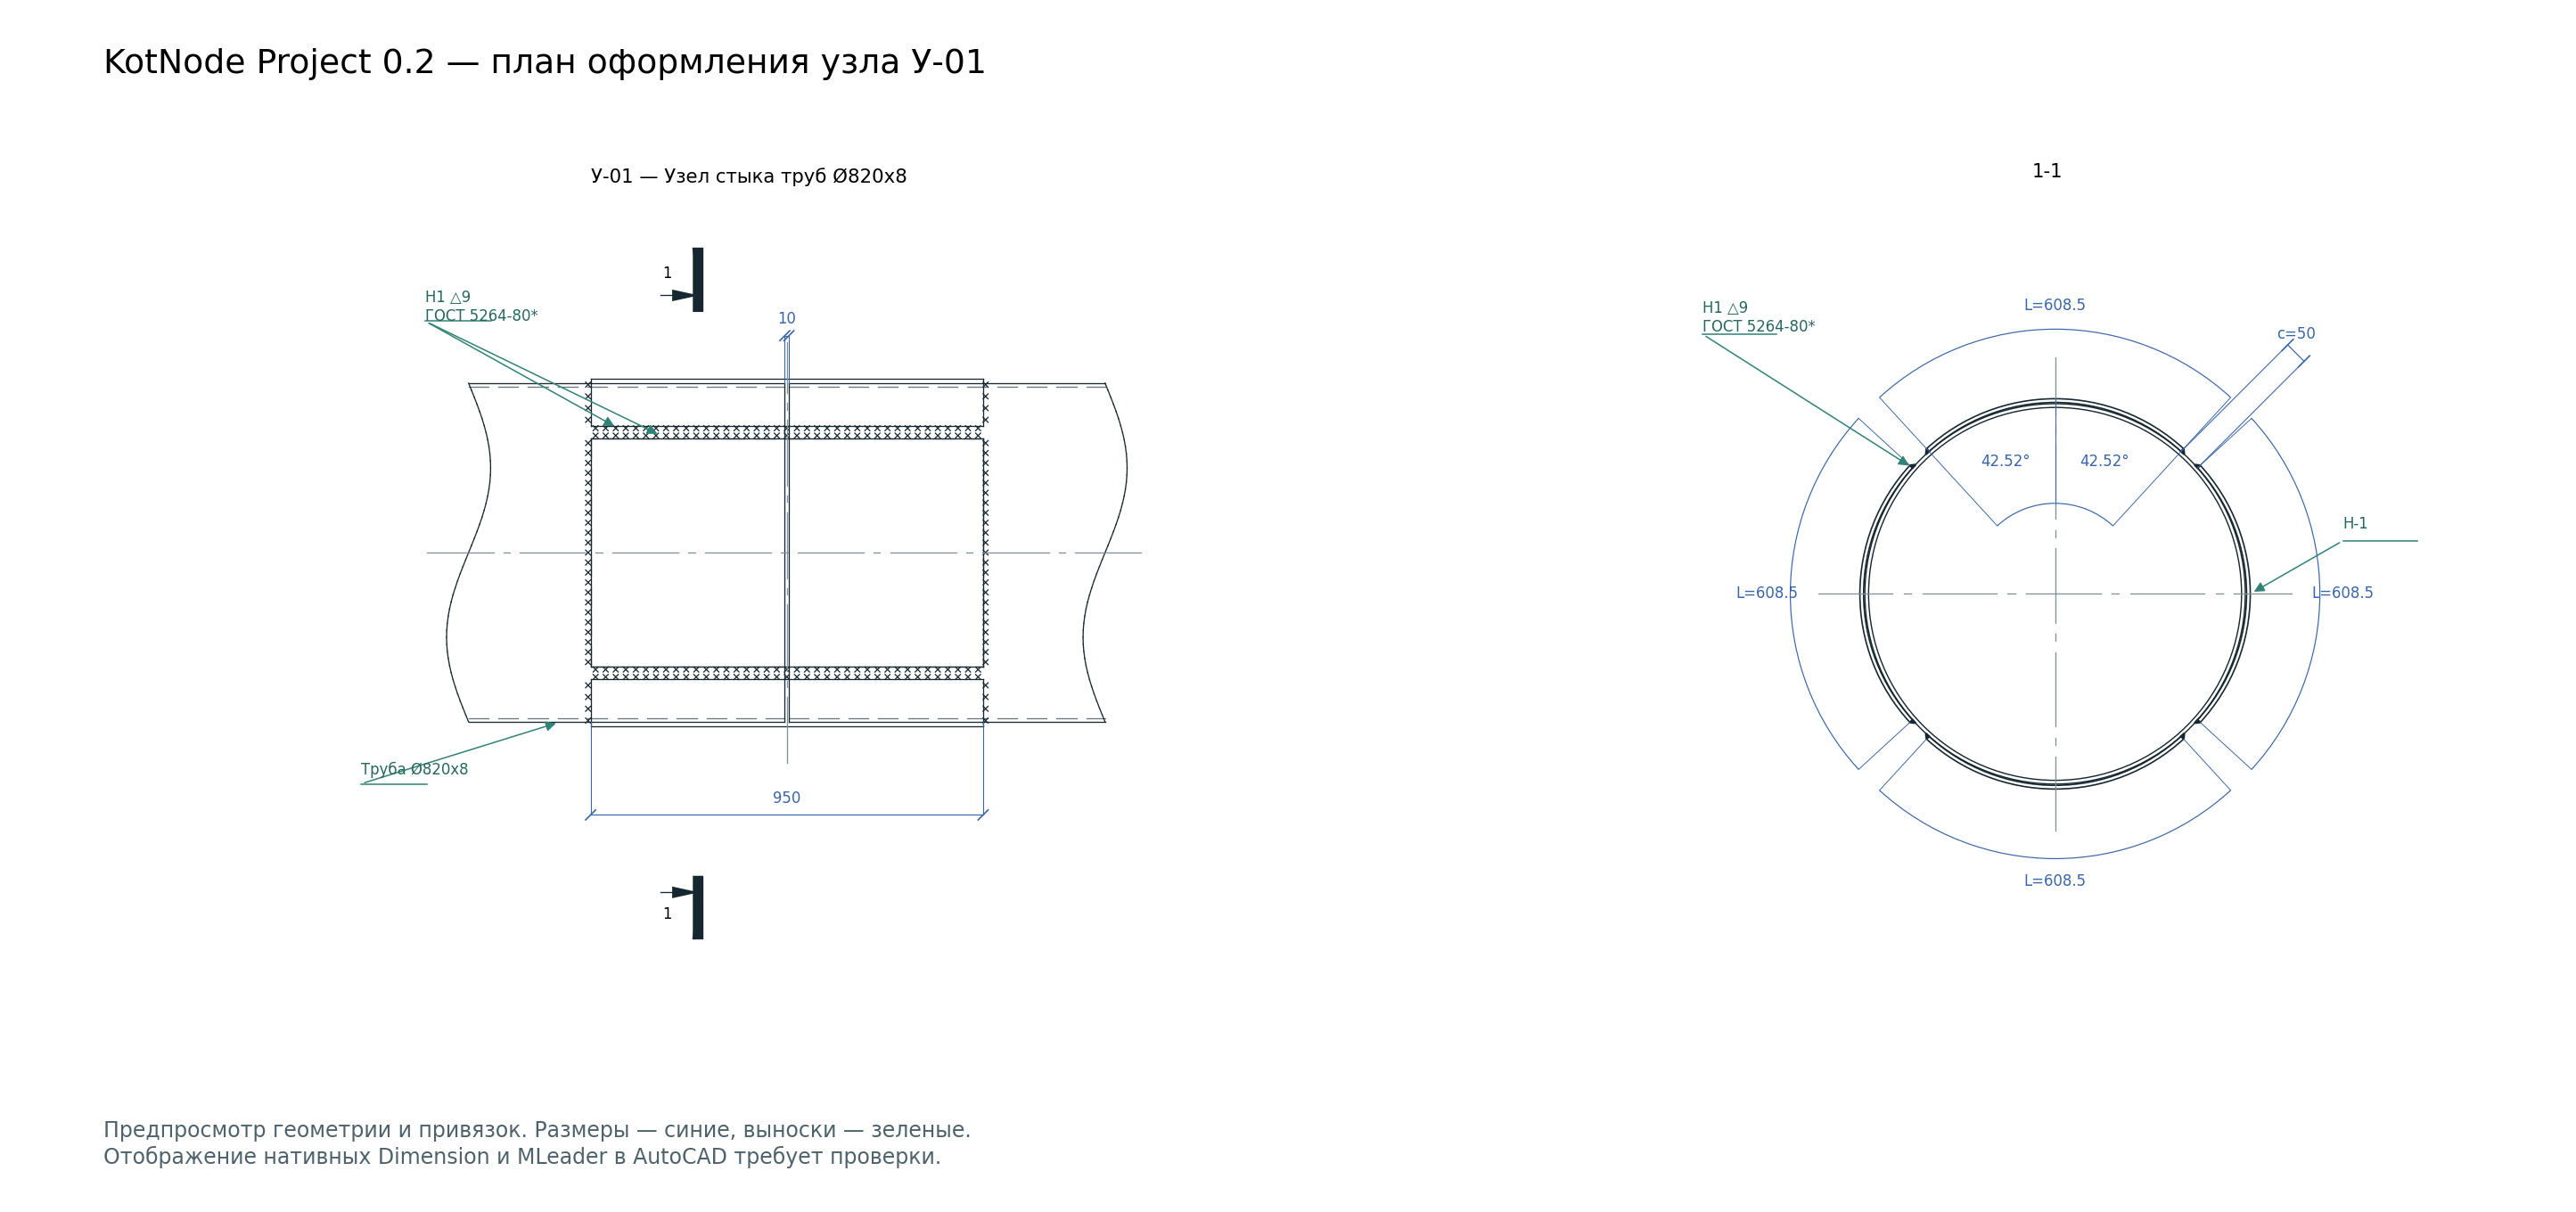 KotNode Project 0.2 — план оформления узла У-01
У-01 — Узел стыка труб Ø820x8
1
Н1 △9
ГОСТ 5264-80*
10
Труба Ø820x8
950
1
1-1
Н1 △9
ГОСТ 5264-80*
L=608.5
c=50
42.52°
42.52°
Н-1
L=608.5
L=608.5
L=608.5
Предпросмотр геометрии и привязок. Размеры — синие, выноски — зеленые.
Отображение нативных Dimension и MLeader в AutoCAD требует проверки.